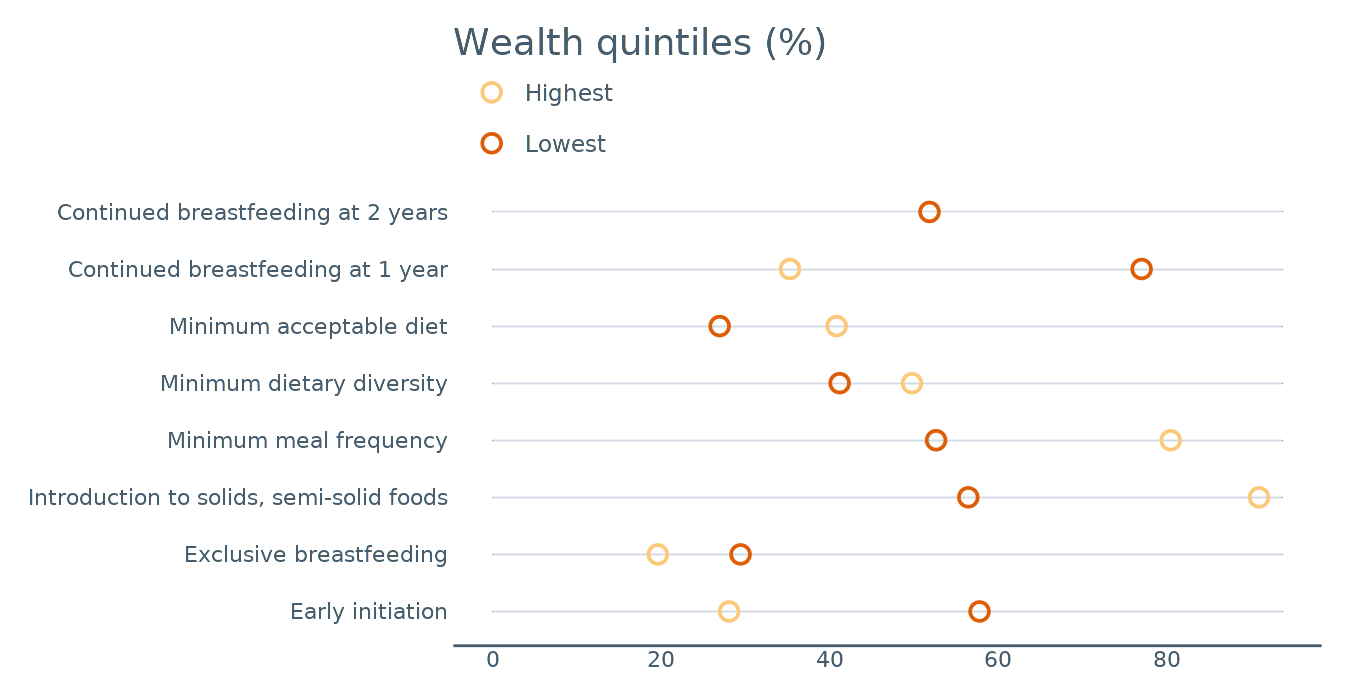 Wealth quintiles (%)
Highest
Lowest
Continued breastfeeding at 2 years
Continued breastfeeding at 1 year
Minimum acceptable diet
Minimum dietary diversity
Minimum meal frequency
Introduction to solids, semi-solid foods
Exclusive breastfeeding
Early initiation
0 20 40 60 80